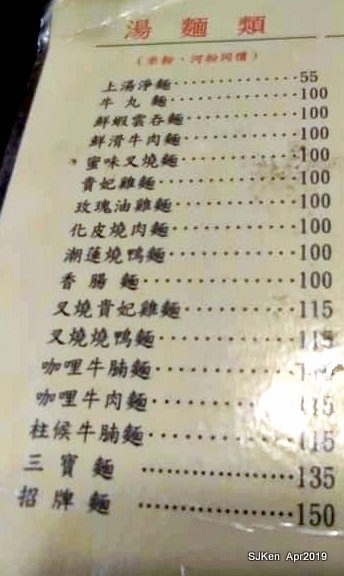 湯麵類
(米粉·河粉同價)
上湯淨麵 55
牛丸麵 100
鮮蝦雲吞麵 100
鮮滑牛肉麵 100
蜜味叉燒麵 100
貴妃雞麵 100
玫瑰油雞麵 100
化皮燒肉麵 100
潮蓮燒鴨麵 100
香腸麵 100
叉燒貴妃雞麵 115
叉燒燒鴨麵 115
咖哩牛腩麵
咖哩牛肉麵 115
柱候牛腩麵 115
三寶麵 135
招牌麵 150
SJKen Apr2019